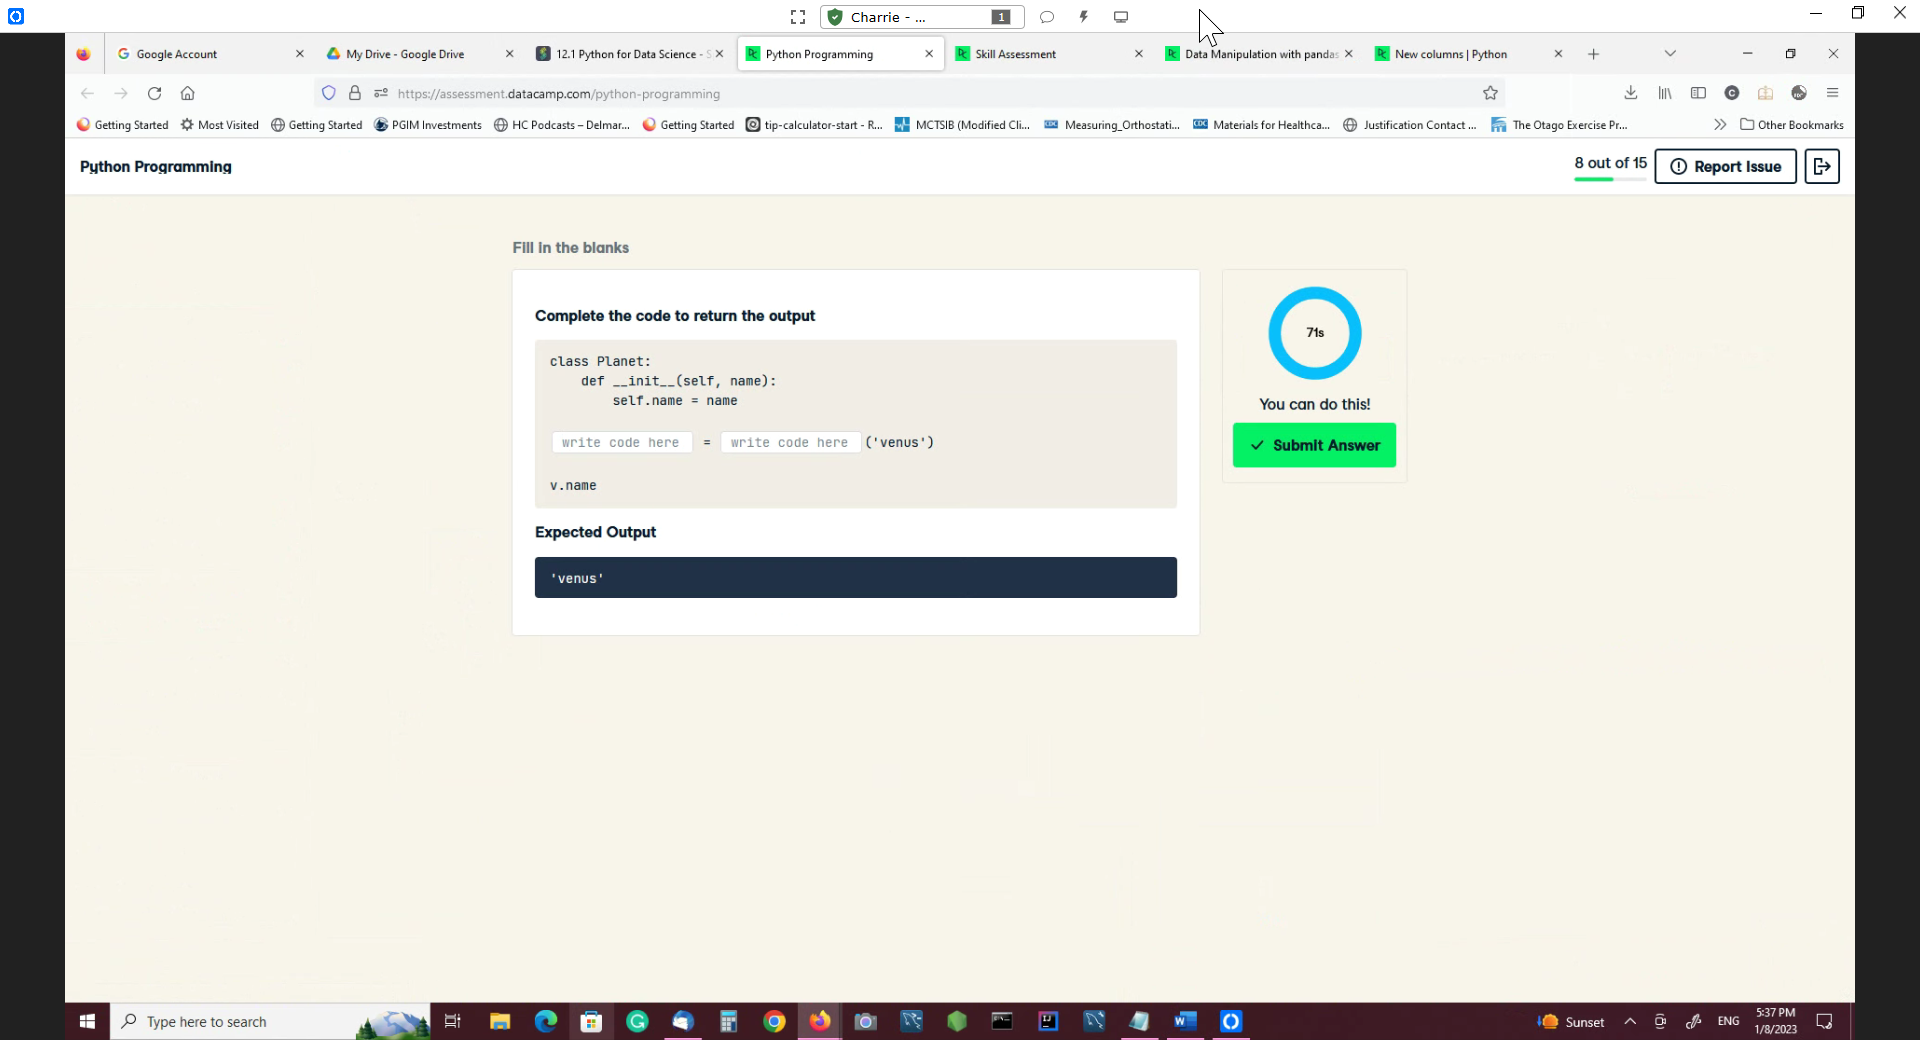 Charrie - ...
1
Google Account
My Drive - Google Drive
12.1 Python for Data Science - S
Python Programming
Skill Assessment
Data Manipulation with pandas
New columns | Python
https://assessment.datacamp.com/python-programming
Getting Started
Most Visited
Getting Started
PGIM Investments
HC Podcasts – Delmar...
Getting Started
tip-calculator-start - R...
MCTSIB (Modified Cli...
Measuring_Orthostati...
Materials for Healthca...
Justification Contact ...
The Otago Exercise Pr...
Other Bookmarks
Python Programming
8 out of 15
Report Issue
Fill in the blanks
Complete the code to return the output
class Planet:
def __init__(self, name):
self.name = name
write code here = write code here ('venus')
v.name
Expected Output
'venus'
71s
You can do this!
Submit Answer
Type here to search
Sunset
ENG
5:37 PM
1/8/2023